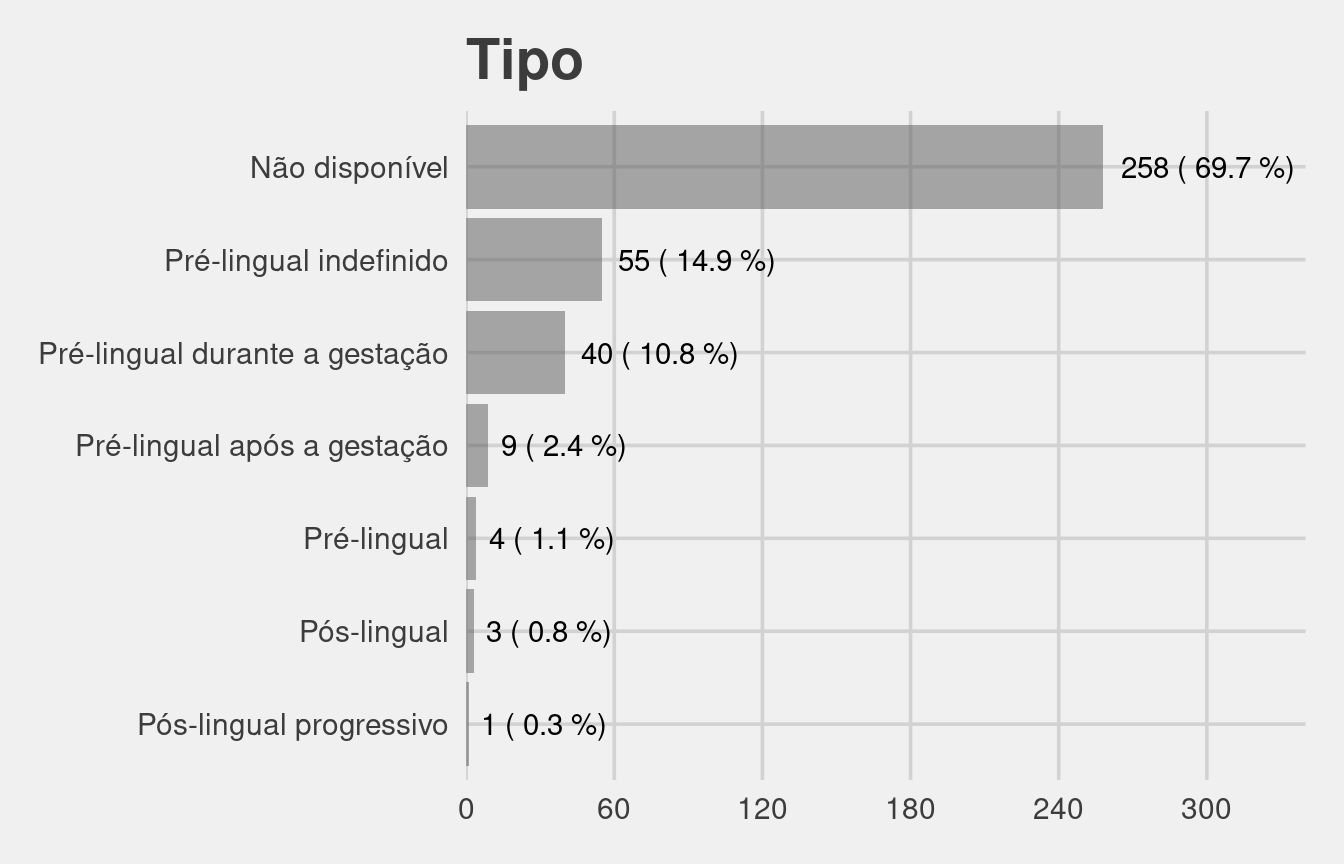 Tipo
Não disponível
258 ( 69.7 %)
Pré-lingual indefinido
55 ( 14.9 %)
Pré-lingual durante a gestação
40 ( 10.8 %)
Pré-lingual após a gestação
9 ( 2.4 %)
Pré-lingual
4 ( 1.1 %)
Pós-lingual
3 ( 0.8 %)
Pós-lingual progressivo
1 ( 0.3 %)
0 60 120 180 240 300